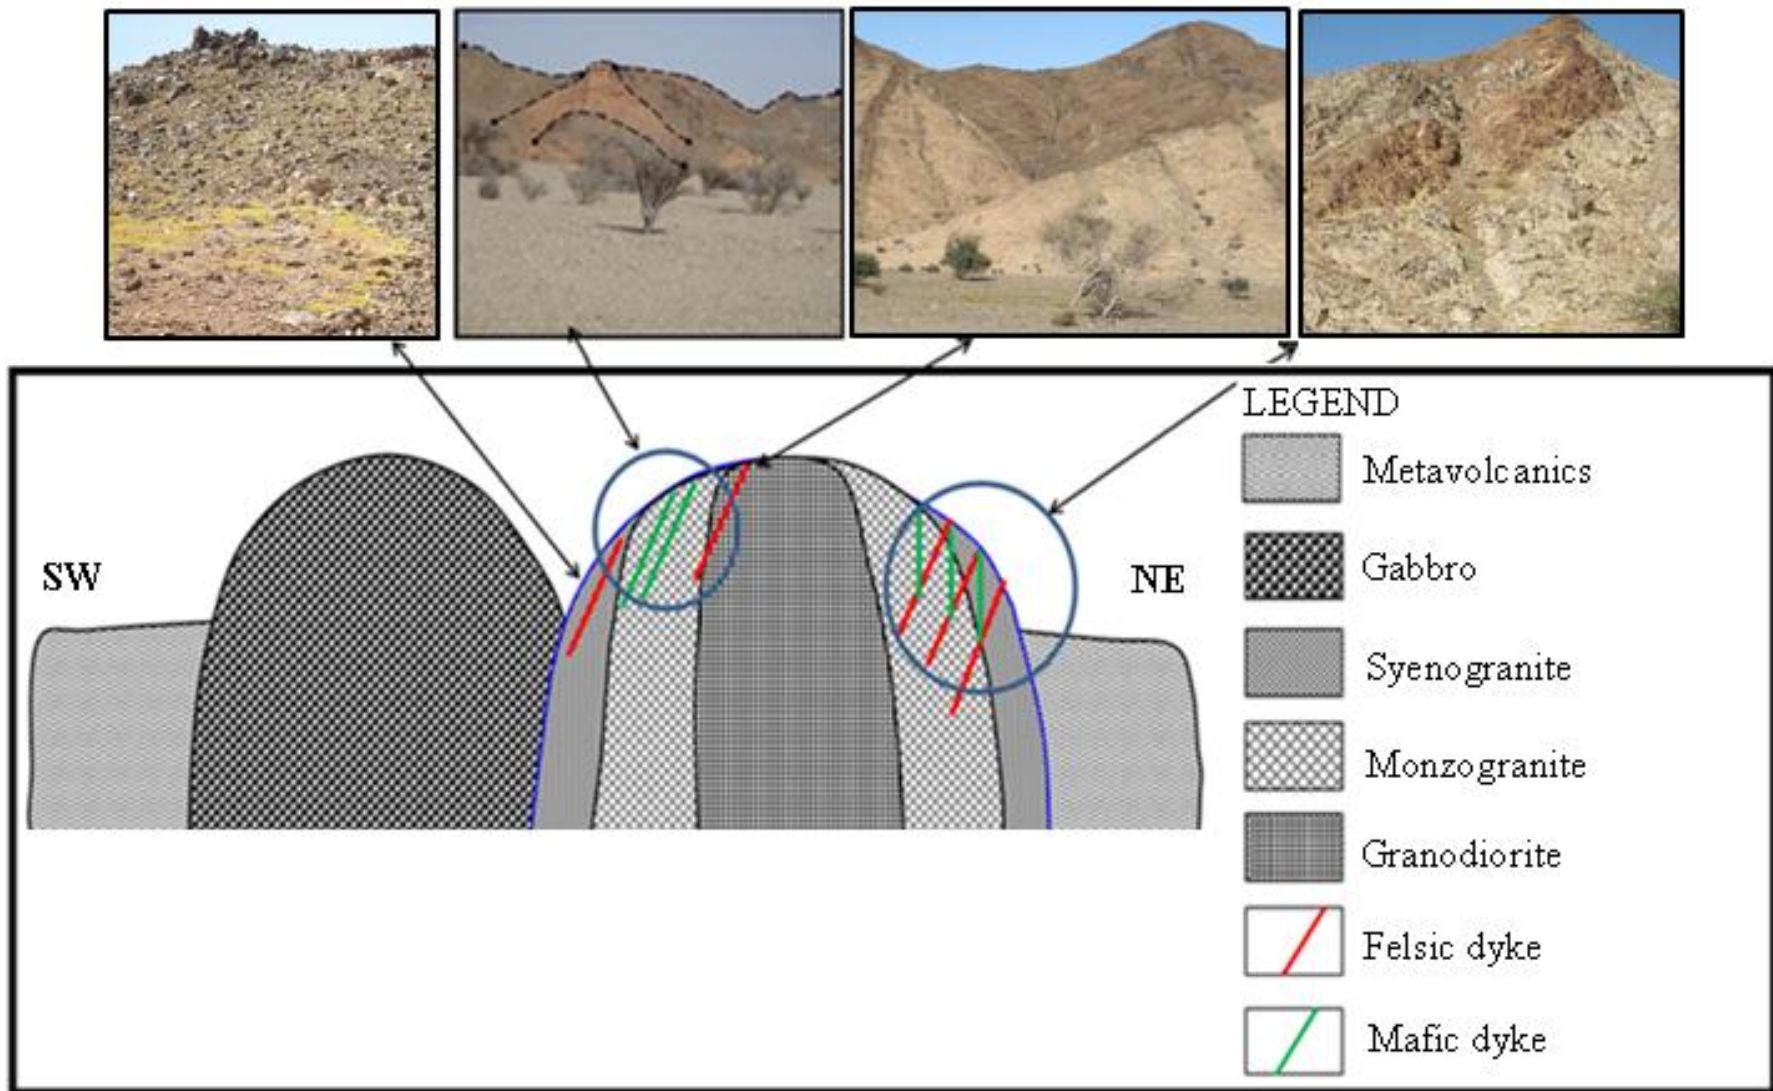 LEGEND
Metavolcanics
SW
Gabbro
NE
Syenogranite
Monzogranite
Granodiorite
Felsic dyke
Mafic dyke